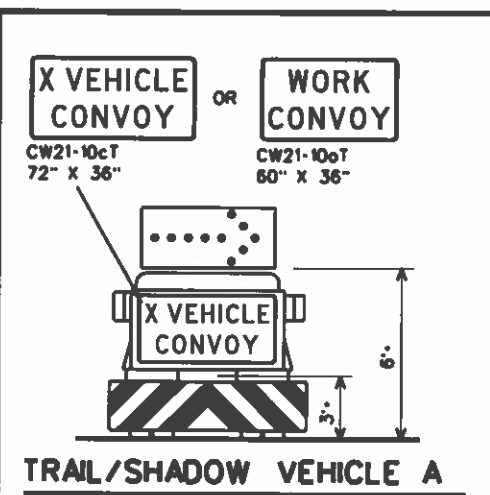 X VEHICLE
CONVOY
OR
WORK
CONVOY
CW21-10cT
72" X 36"
CW21-10aT
60" X 36"
X VEHICLE
CONVOY
6'+
3'+
TRAIL/SHADOW VEHICLE A